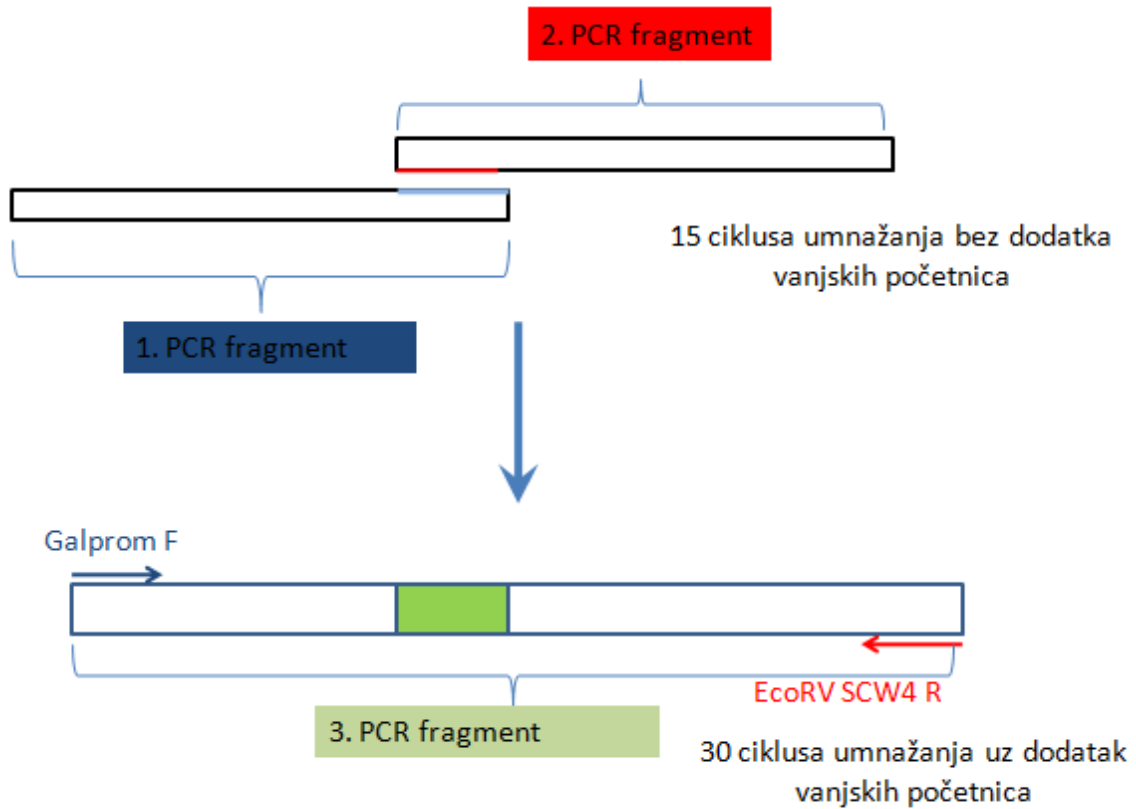 2. PCR fragment
15 ciklusa umnažanja bez dodatka
vanjskih početnica
1. PCR fragment
Galprom F
EcoRV SCW4 R
3. PCR fragment
30 ciklusa umnažanja uz dodatak
vanjskih početnica